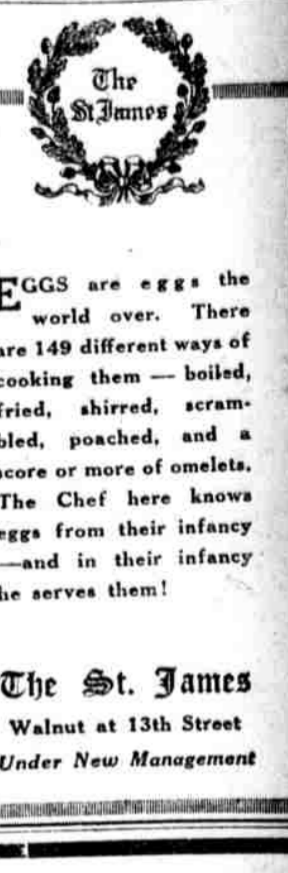 The
St James
EGGS are eggs the
world over. There
are 149 different ways of
cooking them — boiled,
fried, shirred, scram-
bled, poached, and a
score or more of omelets.
The Chef here knows
eggs from their infancy
—and in their infancy
he serves them!
The St. James
Walnut at 13th Street
Under New Management